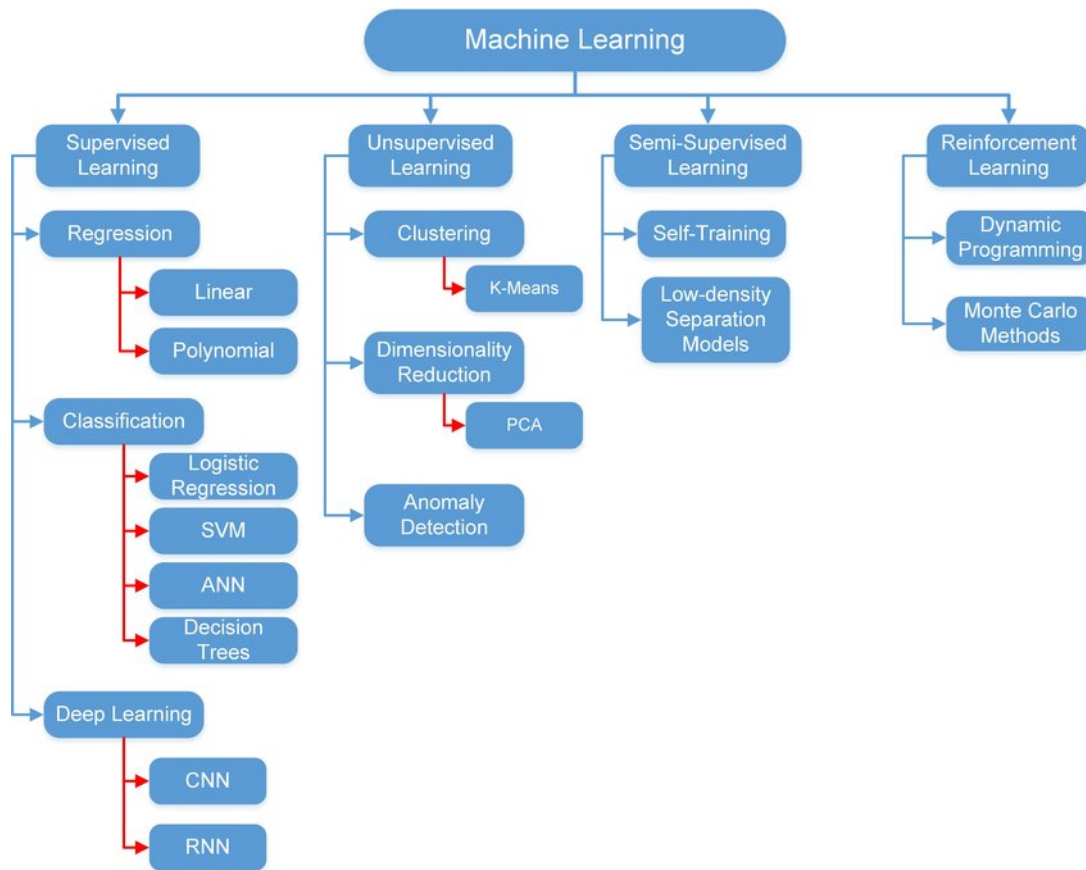 Machine Learning
Supervised
Learning
Regression
Linear
Polynomial
Classification
Logistic
Regression
SVM
ANN
Decision
Trees
Deep Learning
CNN
RNN
Unsupervised
Learning
Clustering
K-Means
Dimensionality
Reduction
PCA
Anomaly
Detection
Semi-Supervised
Learning
Self-Training
Low-density
Separation
Models
Reinforcement
Learning
Dynamic
Programming
Monte Carlo
Methods